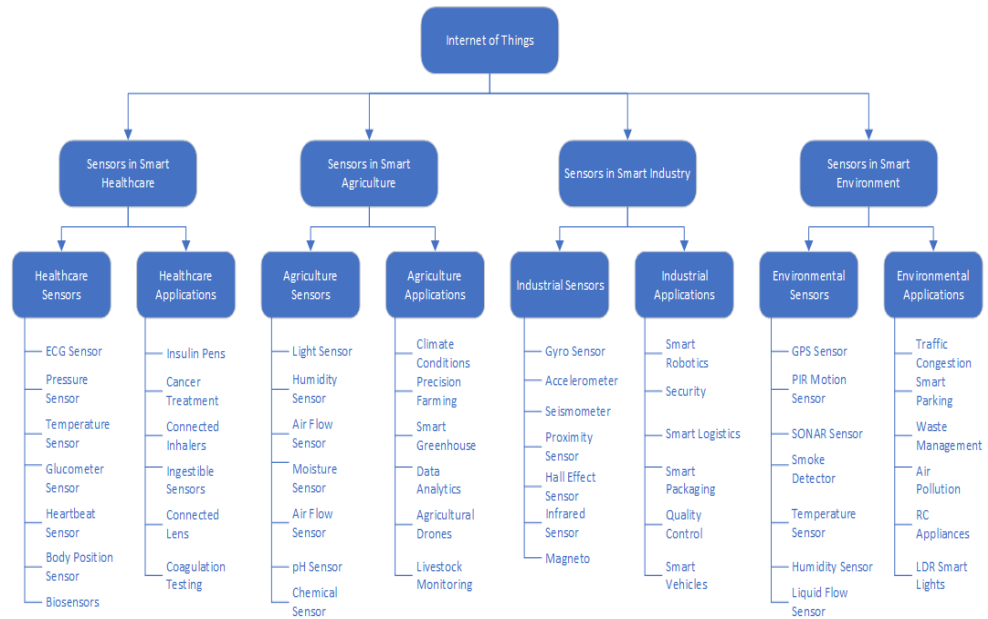 Internet of Things
Sensors in Smart
Healthcare
Sensors in Smart
Agriculture
Sensors in Smart Industry
Sensors in Smart
Environment
Healthcare
Sensors
Healthcare
Applications
Agriculture
Sensors
Agriculture
Applications
Industrial Sensors
Industrial
Applications
Environmental
Sensors
Environmental
Applications
ECG Sensor
Pressure
Sensor
Temperature
Sensor
Glucometer
Sensor
Heartbeat
Sensor
Body Position
Sensor
Biosensors
Insulin Pens
Cancer
Treatment
Connected
Inhalers
Ingestible
Sensors
Connected
Lens
Coagulation
Testing
Light Sensor
Humidity
Sensor
Air Flow
Sensor
Moisture
Sensor
Air Flow
Sensor
pH Sensor
Chemical
Sensor
Climate
Conditions
Precision
Farming
Smart
Greenhouse
Data
Analytics
Agricultural
Drones
Livestock
Monitoring
Gyro Sensor
Accelerometer
Seismometer
Proximity
Sensor
Hall Effect
Sensor
Infrared
Sensor
Magneto
Smart
Robotics
Security
Smart Logistics
Smart
Packaging
Quality
Control
Smart
Vehicles
GPS Sensor
PIR Motion
Sensor
SONAR Sensor
Smoke
Detector
Temperature
Sensor
Humidity Sensor
Liquid Flow
Sensor
Traffic
Congestion
Smart
Parking
Waste
Management
Air
Pollution
RC
Appliances
LDR Smart
Lights